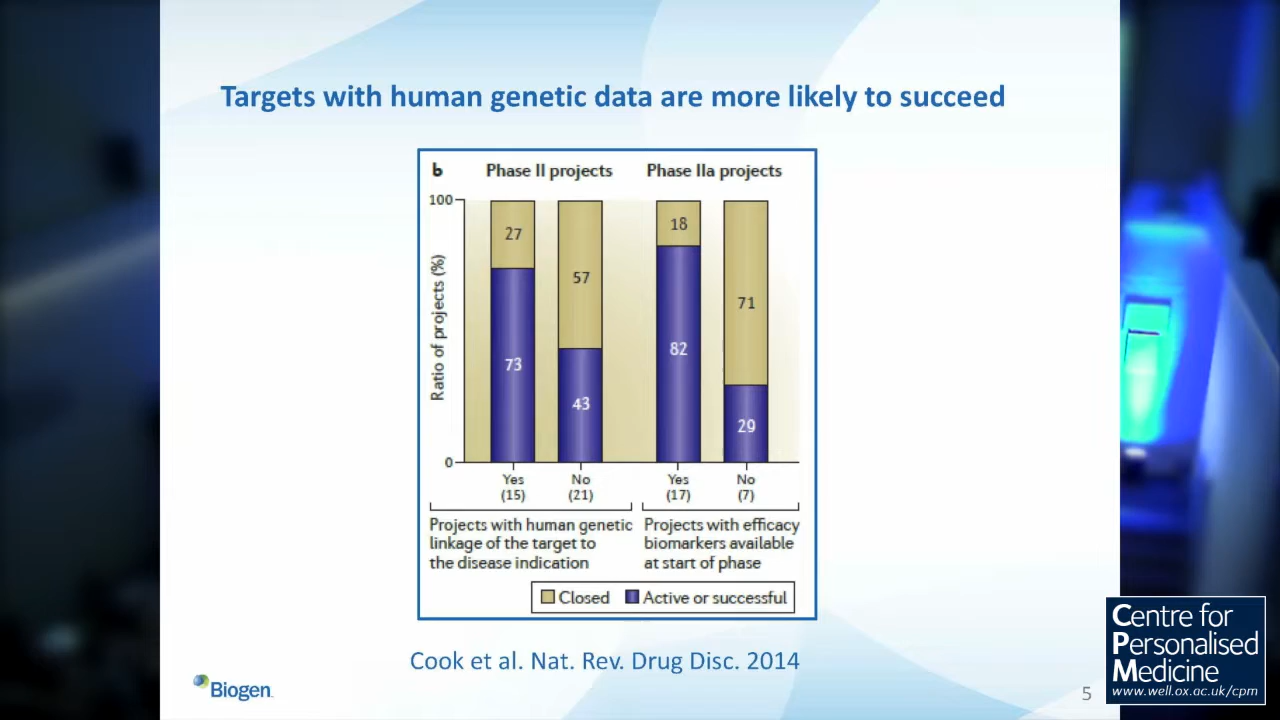 Targets with human genetic data are more likely to succeed
b
Phase II projects
Phase IIa projects
Ratio of projects (%)
100
0
27
73
57
43
18
82
71
29
Yes
(15)
No
(21)
Yes
(17)
No
(7)
Projects with human genetic
linkage of the target to
the disease indication
Projects with efficacy
biomarkers available
at start of phase
Closed
Active or successful
Cook et al. Nat. Rev. Drug Disc. 2014
Biogen
5
Centre for
Personalised
Medicine
www.well.ox.ac.uk/cpm